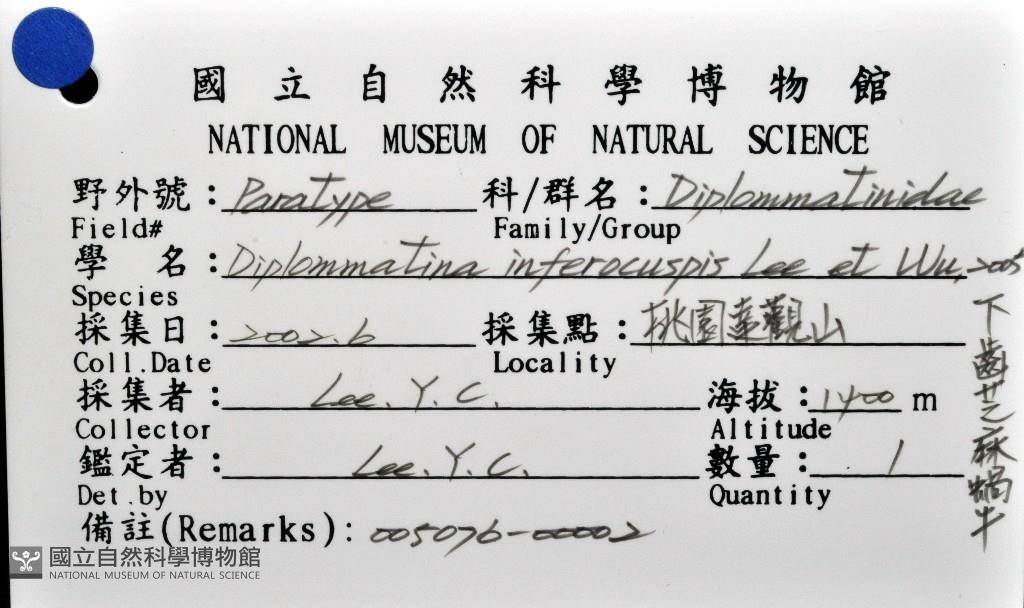 國立自然科學博物館
NATIONAL MUSEUM OF NATURAL SCIENCE
野外號：Paratype 科/群名：Diplommatinidae
Field# Family/Group
學名：Diplommatina inferocuspis Lee et Wu, 2005
Species
採集日：2002.6 採集點：桃園達觀山
Coll.Date Locality
採集者：Lee. Y. C. 海拔：1400 m
Collector Altitude
鑑定者：Lee. Y. C. 數量：1
Det.by Quantity
備註(Remarks)：005076-00002
下齒芝麻蝸牛
國立自然科學博物館
NATIONAL MUSEUM OF NATURAL SCIENCE